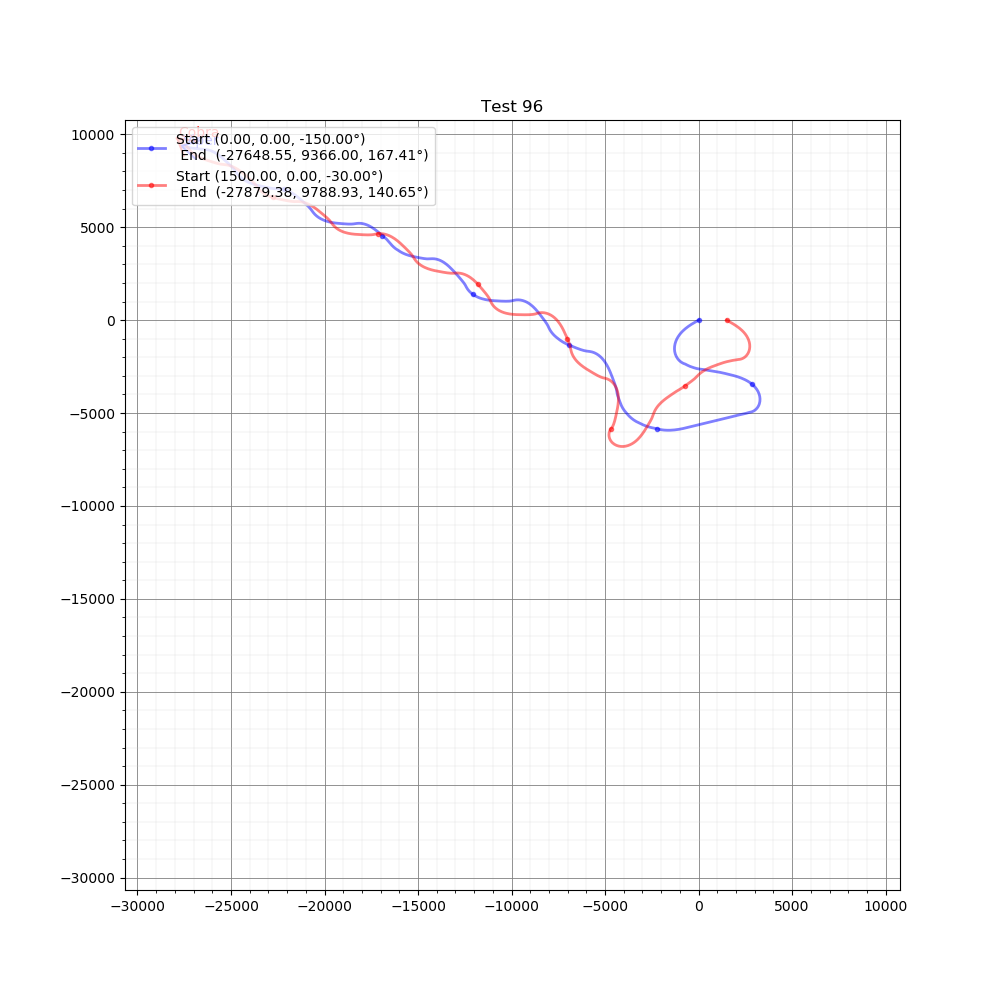 Test 96
Cobra
Start (0.00, 0.00, -150.00°)
End (-27648.55, 9366.00, 167.41°)
Start (1500.00, 0.00, -30.00°)
End (-27879.38, 9788.93, 140.65°)
10000
5000
0
−5000
−10000
−15000
−20000
−25000
−30000
−30000 −25000 −20000 −15000 −10000 −5000 0 5000 10000